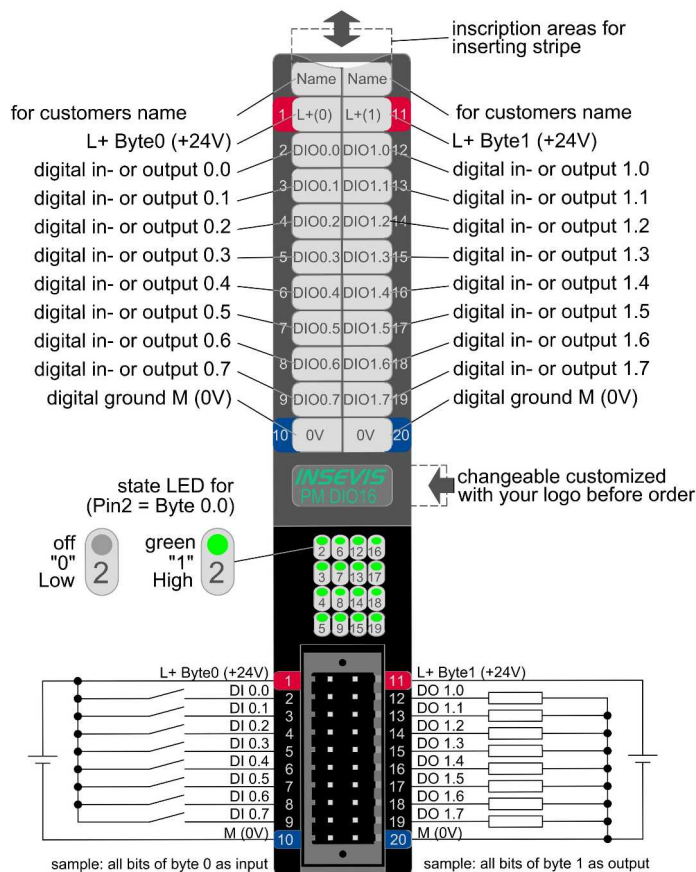 inscription areas for
inserting stripe
Name Name
for customers name
for customers name
1 L+(0) L+(1) 11
L+ Byte0 (+24V)
L+ Byte1 (+24V)
2 DIO0.0 DIO1.0 12
digital in- or output 0.0
digital in- or output 1.0
3 DIO0.1 DIO1.1 13
digital in- or output 0.1
digital in- or output 1.1
4 DIO0.2 DIO1.2 14
digital in- or output 0.2
digital in- or output 1.2
5 DIO0.3 DIO1.3 15
digital in- or output 0.3
digital in- or output 1.3
6 DIO0.4 DIO1.4 16
digital in- or output 0.4
digital in- or output 1.4
7 DIO0.5 DIO1.5 17
digital in- or output 0.5
digital in- or output 1.5
8 DIO0.6 DIO1.6 18
digital in- or output 0.6
digital in- or output 1.6
9 DIO0.7 DIO1.7 19
digital in- or output 0.7
digital in- or output 1.7
digital ground M (0V)
digital ground M (0V)
10 0V 0V 20
INSEVIS
PM DIO16
changeable customized
with your logo before order
state LED for
(Pin2 = Byte 0.0)
off
"0"
Low
2
green
"1"
High
2
2 6 12 16
3 7 13 17
4 8 14 18
5 9 15 19
L+ Byte0 (+24V) 1 11 L+ Byte1 (+24V)
DI 0.0 2 12 DO 1.0
DI 0.1 3 13 DO 1.1
DI 0.2 4 14 DO 1.2
DI 0.3 5 15 DO 1.3
DI 0.4 6 16 DO 1.4
DI 0.5 7 17 DO 1.5
DI 0.6 8 18 DO 1.6
DI 0.7 9 19 DO 1.7
M (0V) 10 20 M (0V)
sample: all bits of byte 0 as input
sample: all bits of byte 1 as output